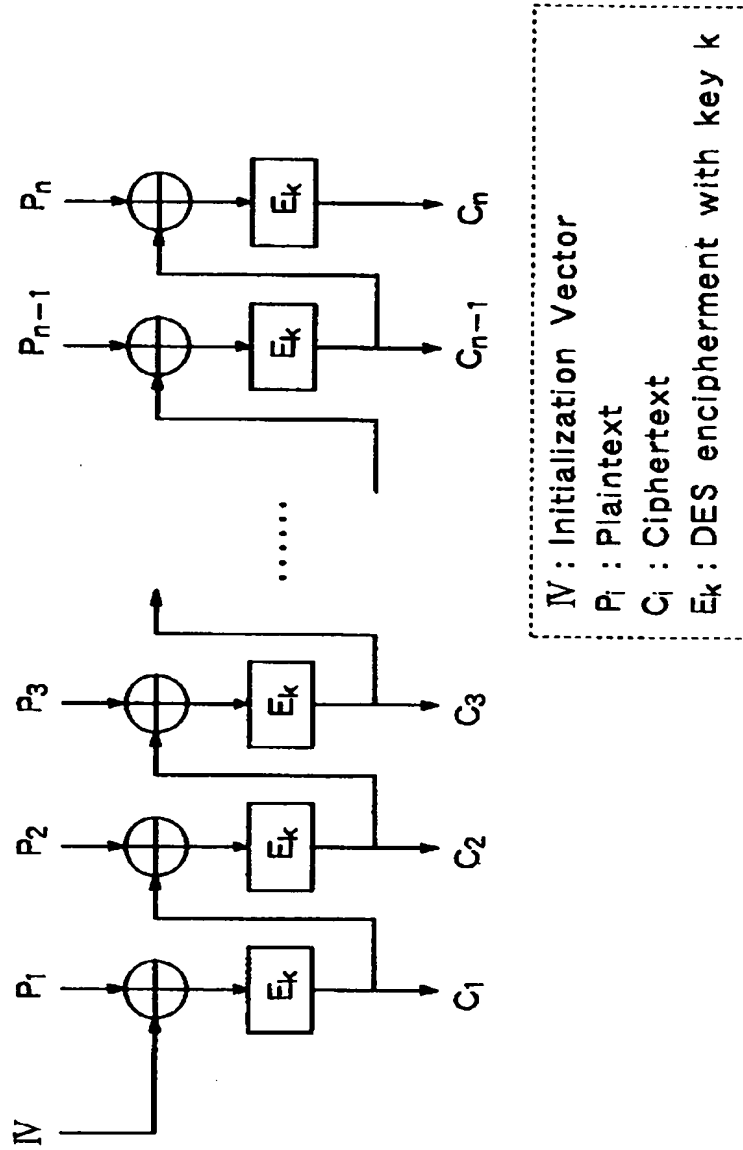 P₁ P₂ P₃ Pₙ₋₁ Pₙ
IV
......
Eₖ Eₖ Eₖ Eₖ Eₖ
C₁ C₂ C₃ Cₙ₋₁ Cₙ
IV : Initialization Vector
Pᵢ : Plaintext
Cᵢ : Ciphertext
Eₖ : DES encipherment with key k